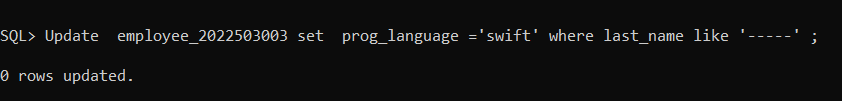 SQL> Update  employee_2022503003 set  prog_language ='swift' where last_name like '-----' ;
0 rows updated.